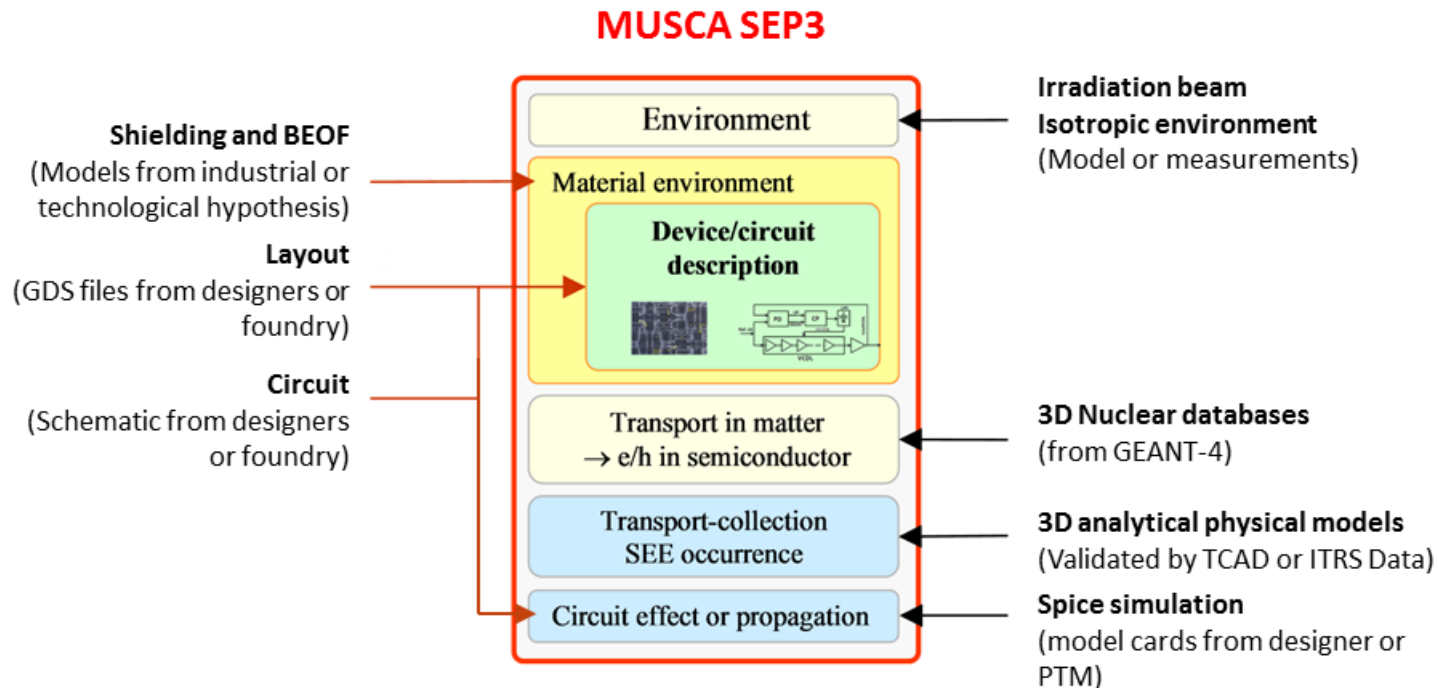 MUSCA SEP3
Shielding and BEOF
(Models from industrial or
technological hypothesis)
Layout
(GDS files from designers or
foundry)
Circuit
(Schematic from designers
or foundry)
Environment
Material environment
Device/circuit
description
PD
CP
VCDL
Transport in matter
→ e/h in semiconductor
Transport-collection
SEE occurrence
Circuit effect or propagation
Irradiation beam
Isotropic environment
(Model or measurements)
3D Nuclear databases
(from GEANT-4)
3D analytical physical models
(Validated by TCAD or ITRS Data)
Spice simulation
(model cards from designer or
PTM)